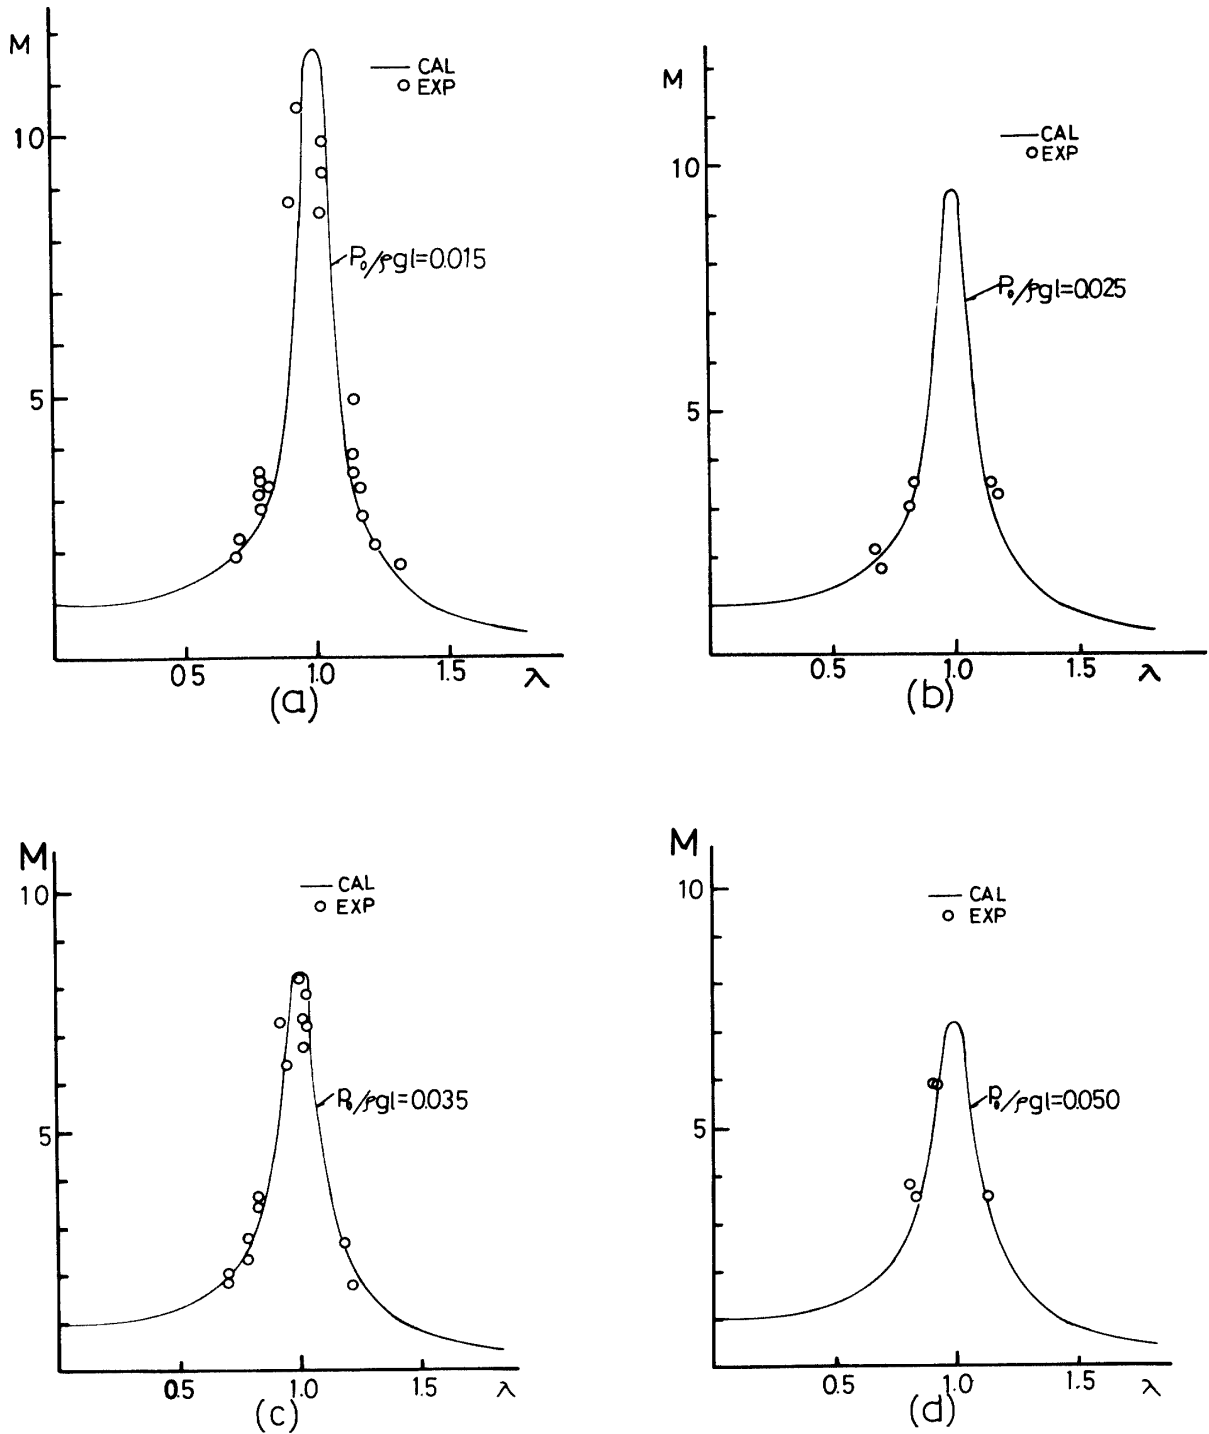 M
— CAL
○ EXP
10
P₀/ρgl=0.015
5
0.5 1.0 1.5 λ
(a)
M
— CAL
○ EXP
10
P₀/ρgl=0.025
5
0.5 1.0 1.5 λ
(b)
M
— CAL
○ EXP
10
P₀/ρgl=0.035
5
0.5 1.0 1.5 λ
(c)
M
— CAL
○ EXP
10
P₀/ρgl=0.050
5
0.5 1.0 1.5 λ
(d)